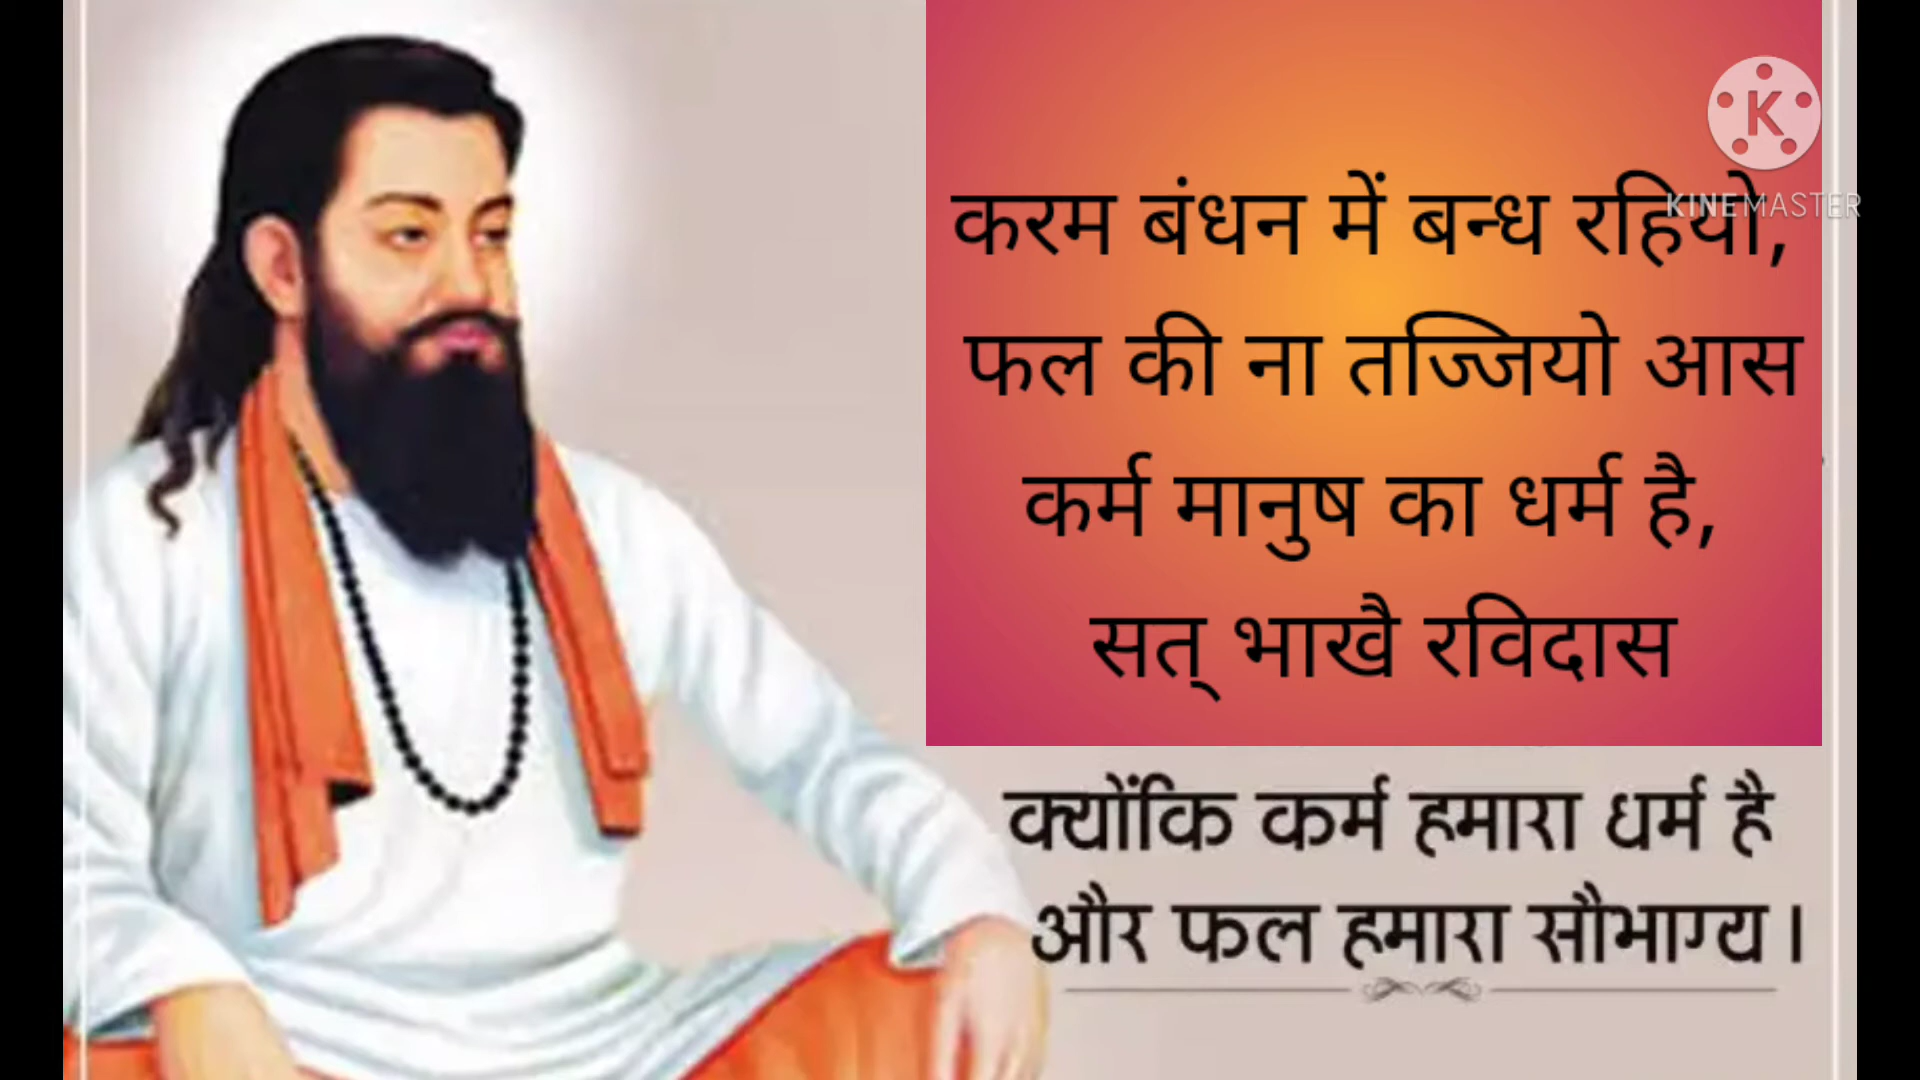 K
KINEMASTER
करम बंधन में बन्ध रहियो,
फल की ना तज्जियो आस
कर्म मानुष का धर्म है,
सत् भाखै रविदास
क्योंकि कर्म हमारा धर्म है
और फल हमारा सौभाग्य।